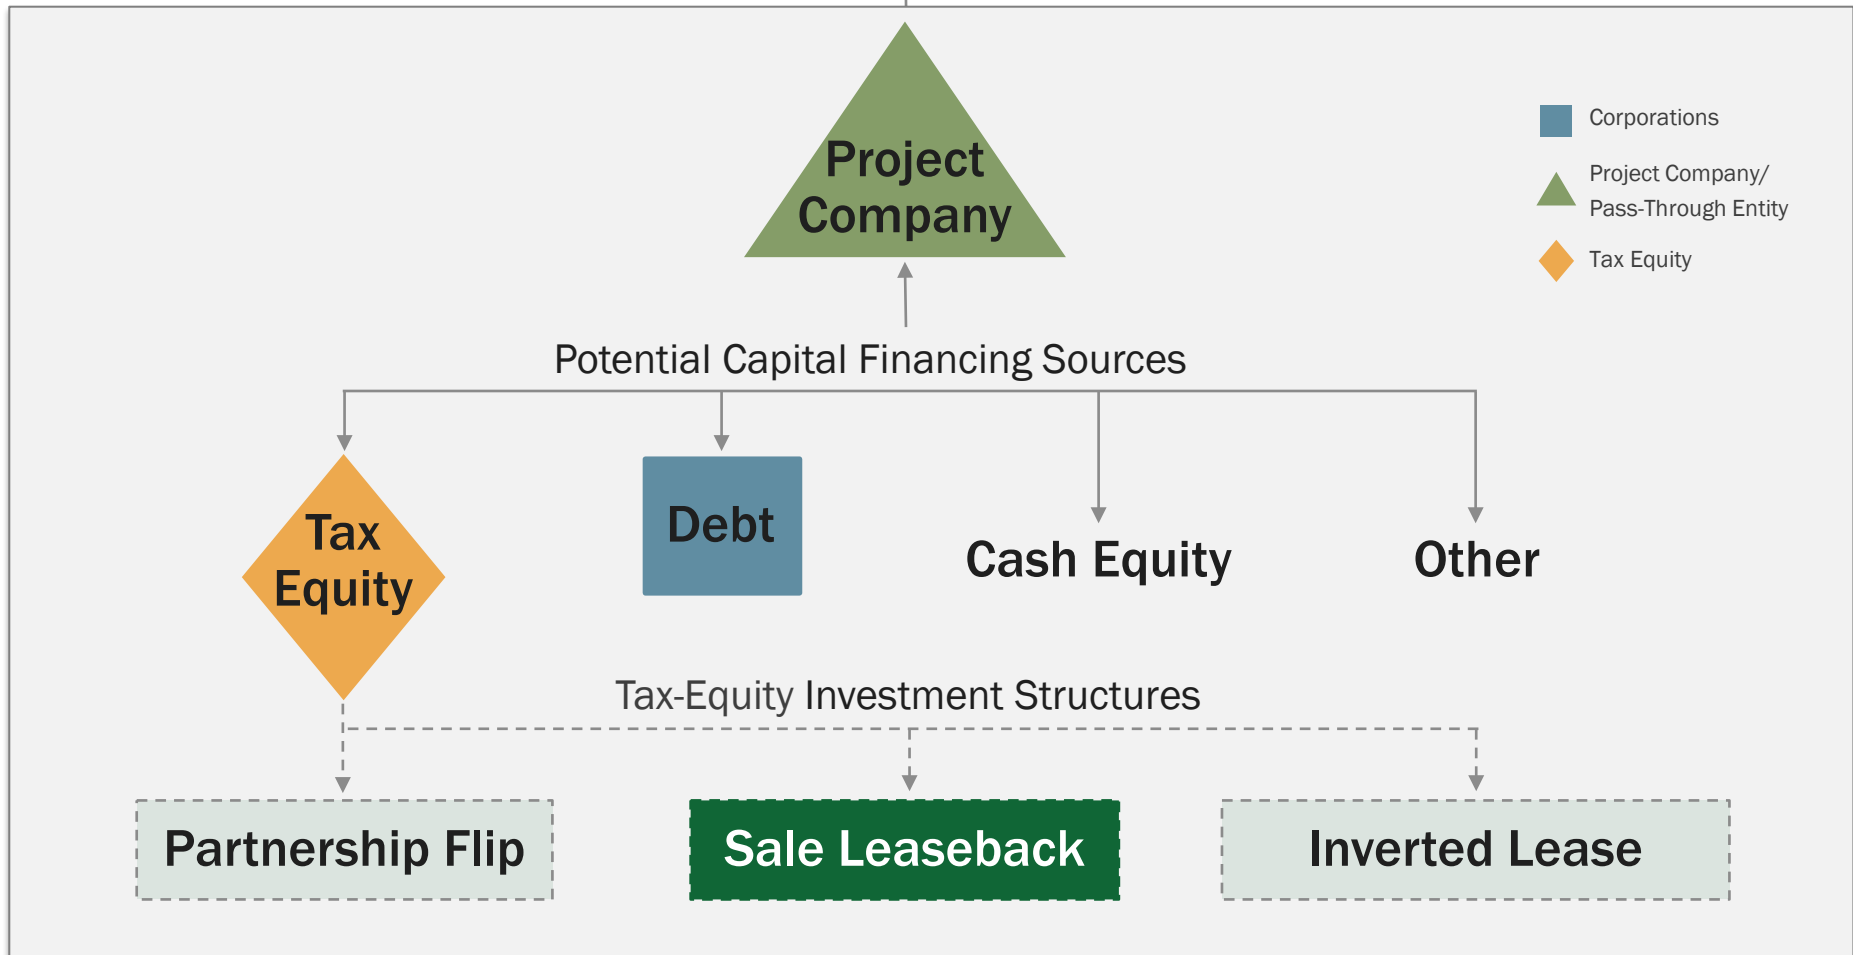 Project
Company
Corporations
Project Company/
Pass-Through Entity
Tax Equity
Potential Capital Financing Sources
Tax
Equity
Debt
Cash Equity
Other
Tax-Equity Investment Structures
Partnership Flip
Sale Leaseback
Inverted Lease